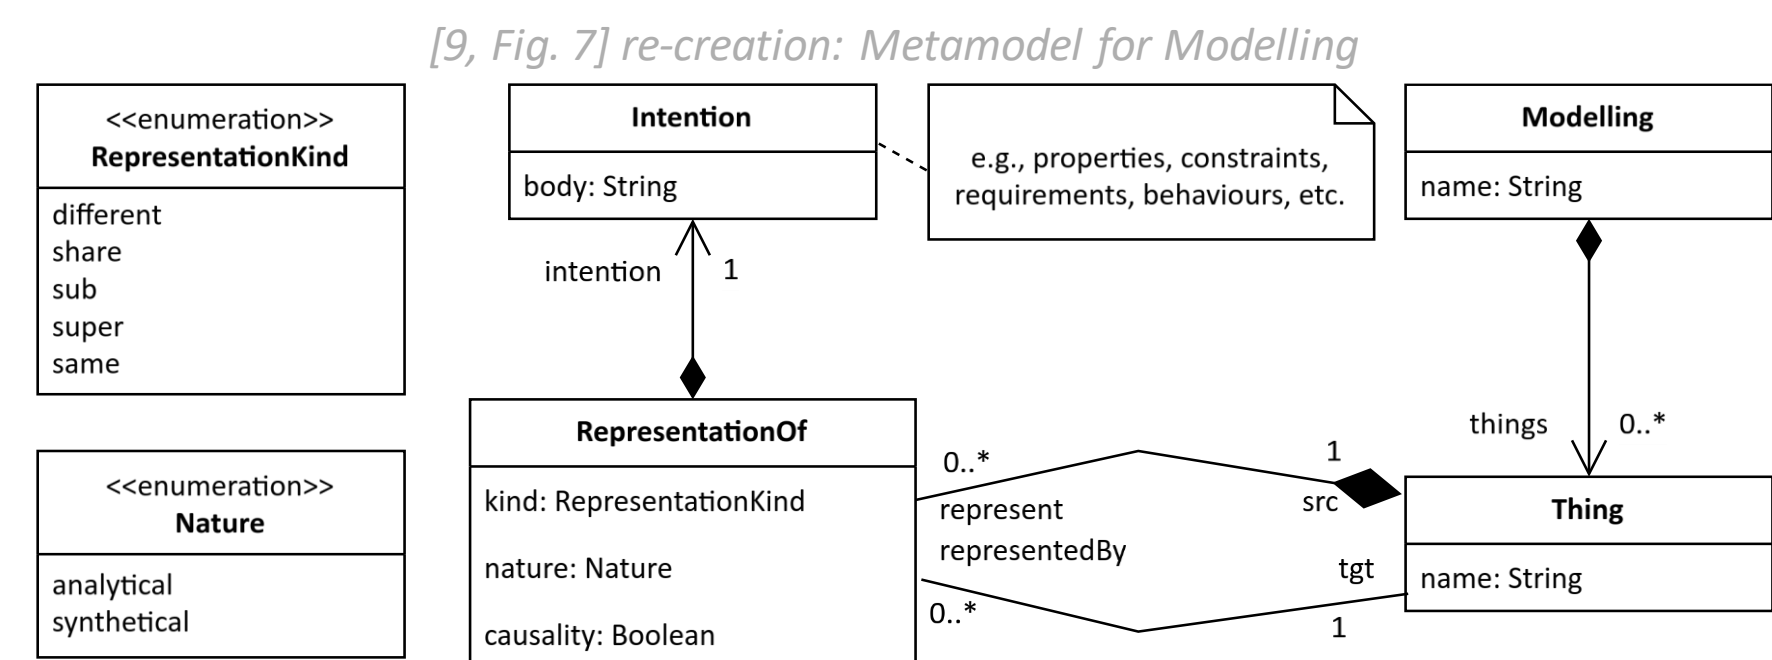 [9, Fig. 7] re-creation: Metamodel for Modelling
<<enumeration>>
RepresentationKind
different
share
sub
super
same
<<enumeration>>
Nature
analytical
synthetical
Intention
body: String
e.g., properties, constraints,
requirements, behaviours, etc.
Modelling
name: String
intention
1
things
0..*
RepresentationOf
kind: RepresentationKind
nature: Nature
causality: Boolean
0..*
represent
representedBy
0..*
1
src
tgt
1
Thing
name: String